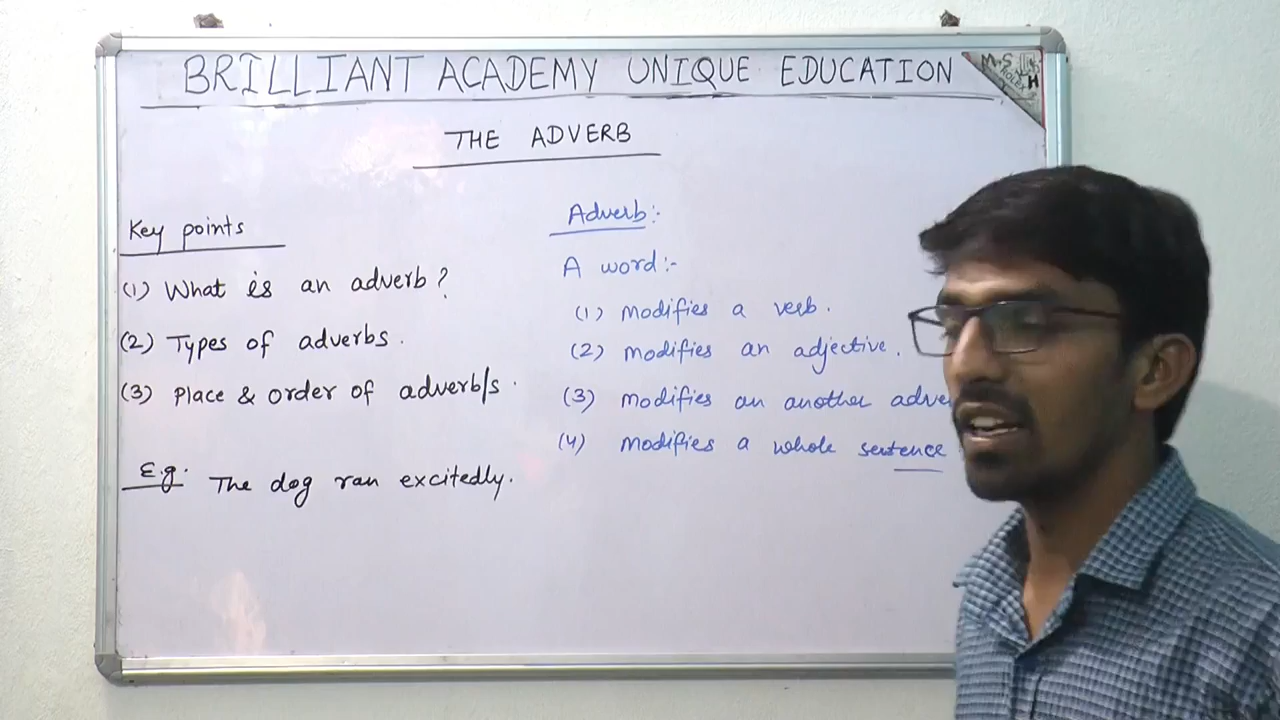 BRILLIANT ACADEMY UNIQUE EDUCATION
M.S
THE ADVERB
Key points
(1) What is an adverb?
(2) Types of adverbs.
(3) Place & order of adverb/s.
E.g. The dog ran excitedly.
Adverb:-
A word:-
(1) modifies a verb.
(2) modifies an adjective.
(3) modifies an another adve
(4) modifies a whole sentence